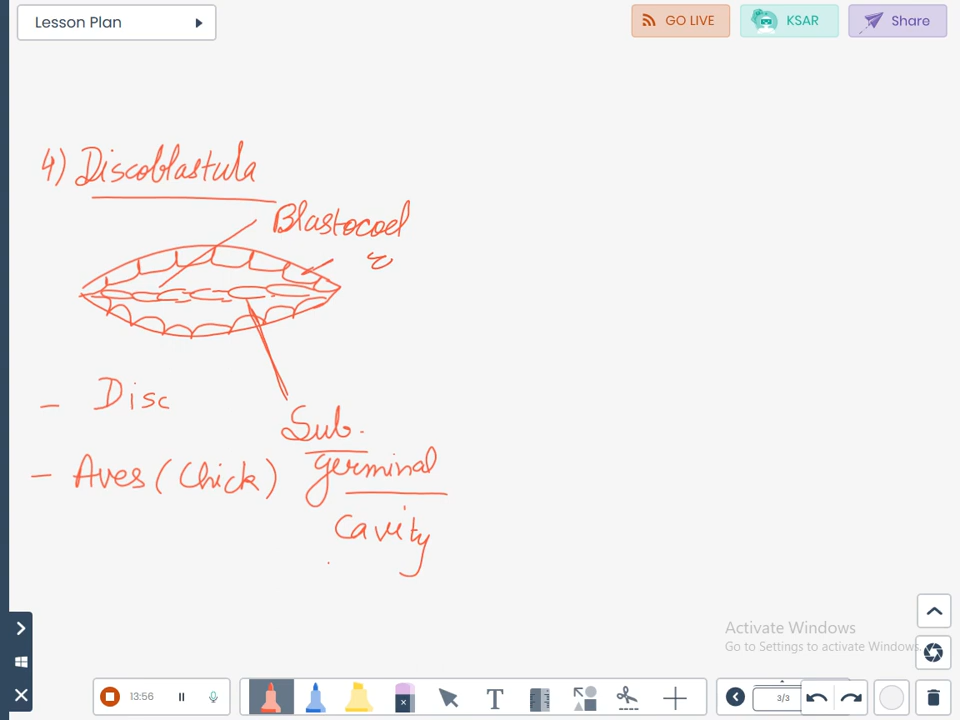 Lesson Plan
GO LIVE
KSAR
Share
4) Discoblastula
Blastocoel
- Disc
Sub-
germinal
cavity
- Aves (Chick)
Activate Windows
Go to Settings to activate Windows.
13:56
T
3/3